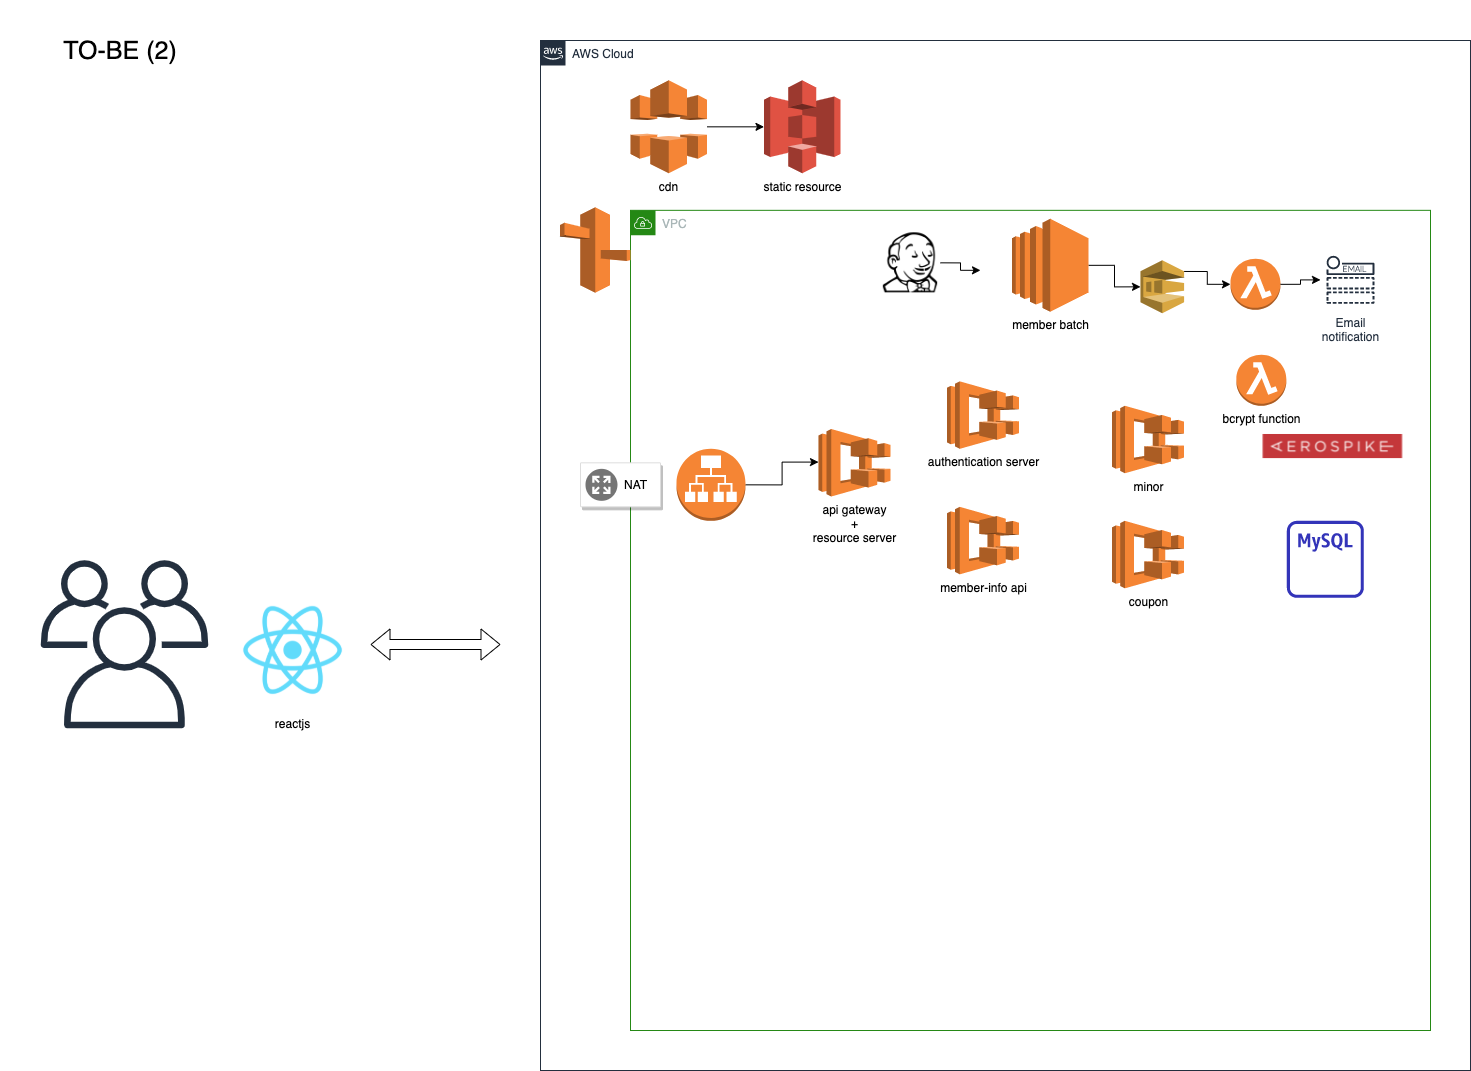 TO-BE (2)
aws
AWS Cloud
cdn
static resource
VPC
EMAIL
member batch
Email
notification
bcrypt function
AEROSPIKE
authentication server
minor
NAT
api gateway
+
resource server
MySQL
member-info api
coupon
reactjs